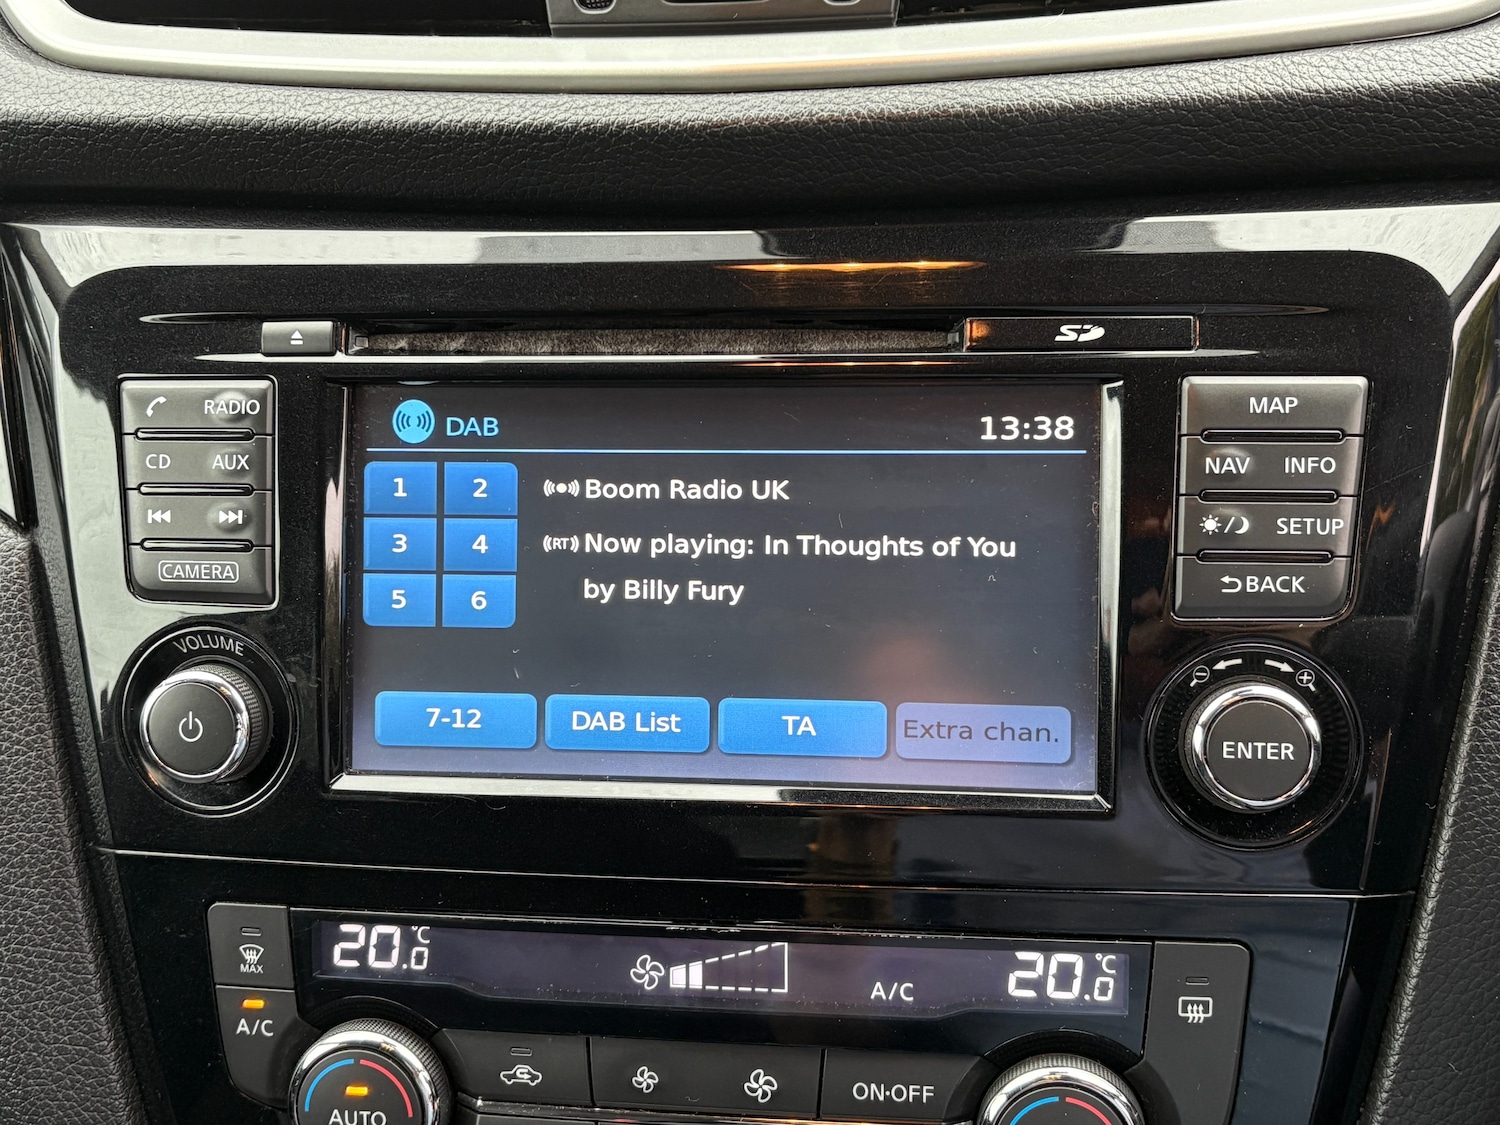 SD
RADIO
CD AUX
CAMERA
VOLUME
DAB 13:38
1 2
3 4
5 6
Boom Radio UK
RT Now playing: In Thoughts of You
by Billy Fury
7-12 DAB List TA Extra chan.
MAP
NAV INFO
SETUP
BACK
ENTER
MAX
A/C
20.0 °C
A/C
20.0 °C
AUTO
ON·OFF